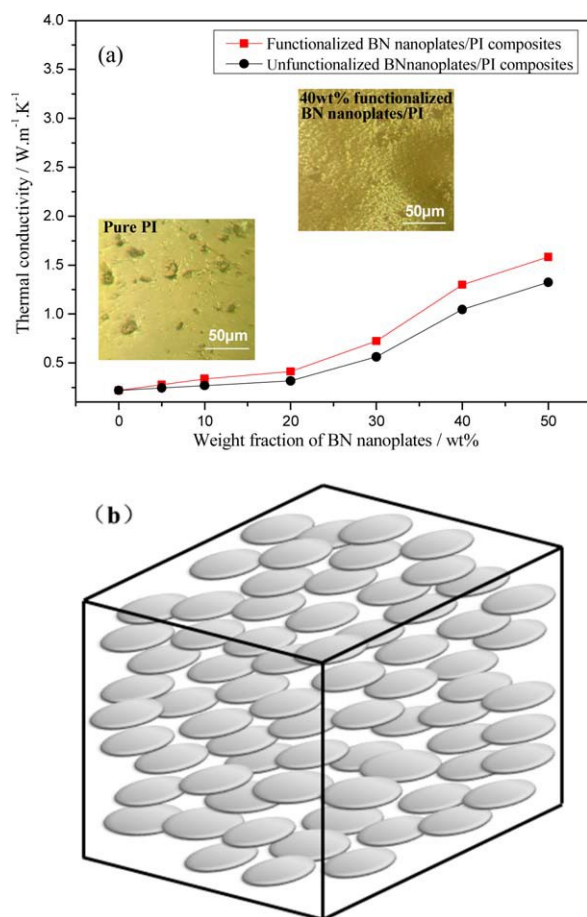 (a)
Functionalized BN nanoplates/PI composites
Unfunctionalized BNnanoplates/PI composites
4.0
3.5
3.0
2.5
2.0
1.5
1.0
0.5
Thermal conductivity / W.m⁻¹.K⁻¹
40wt% functionalized
BN nanoplates/PI
50μm
Pure PI
50μm
0
10
20
30
40
50
Weight fraction of BN nanoplates / wt%
（b）